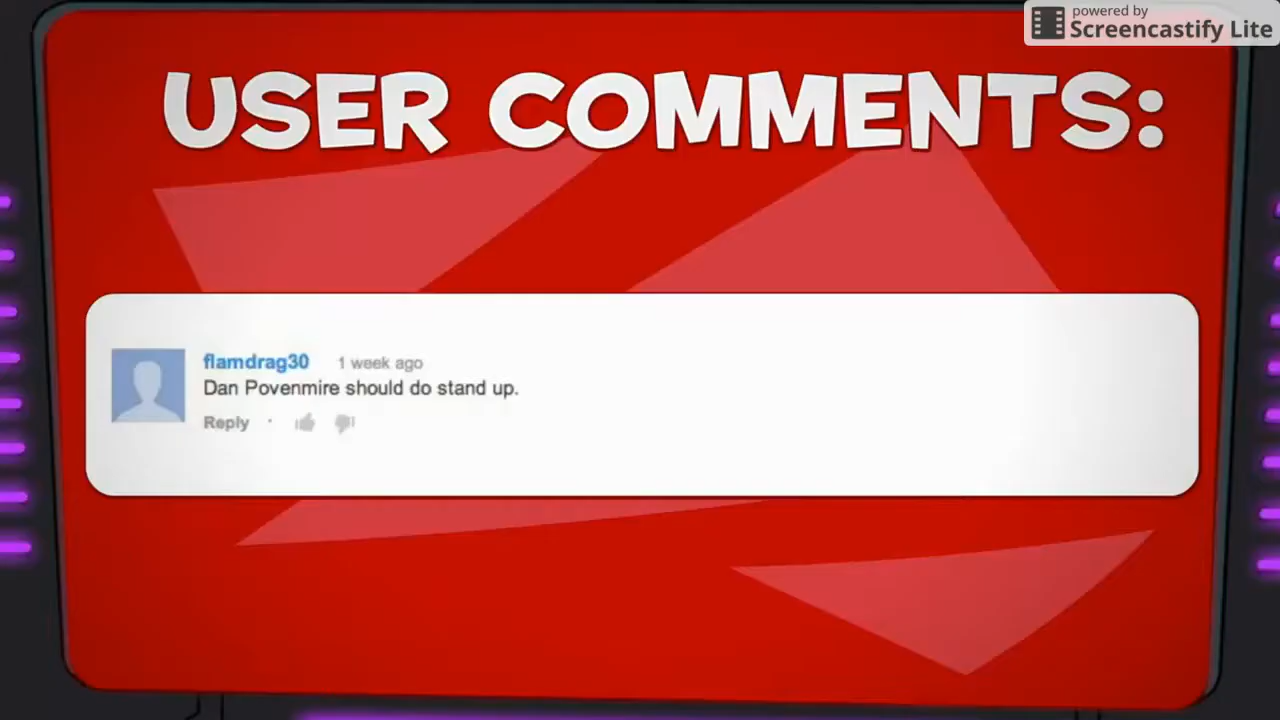 powered by
Screencastify Lite
USER COMMENTS:
flamdrag30 1 week ago
Dan Povenmire should do stand up.
Reply ·